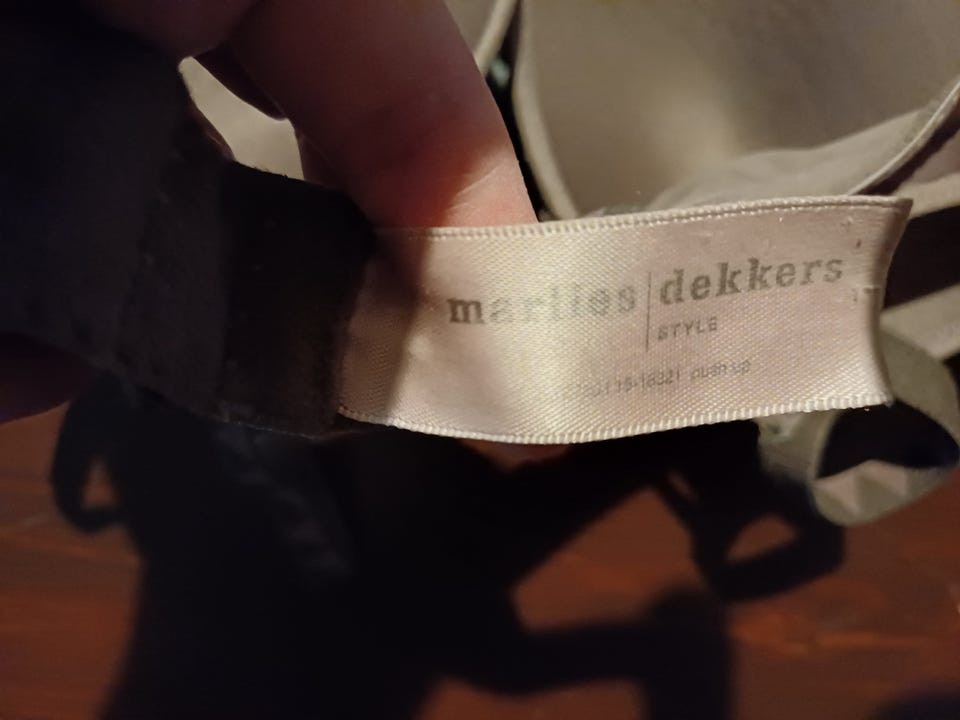 marlies | dekkers
STYLE
push up